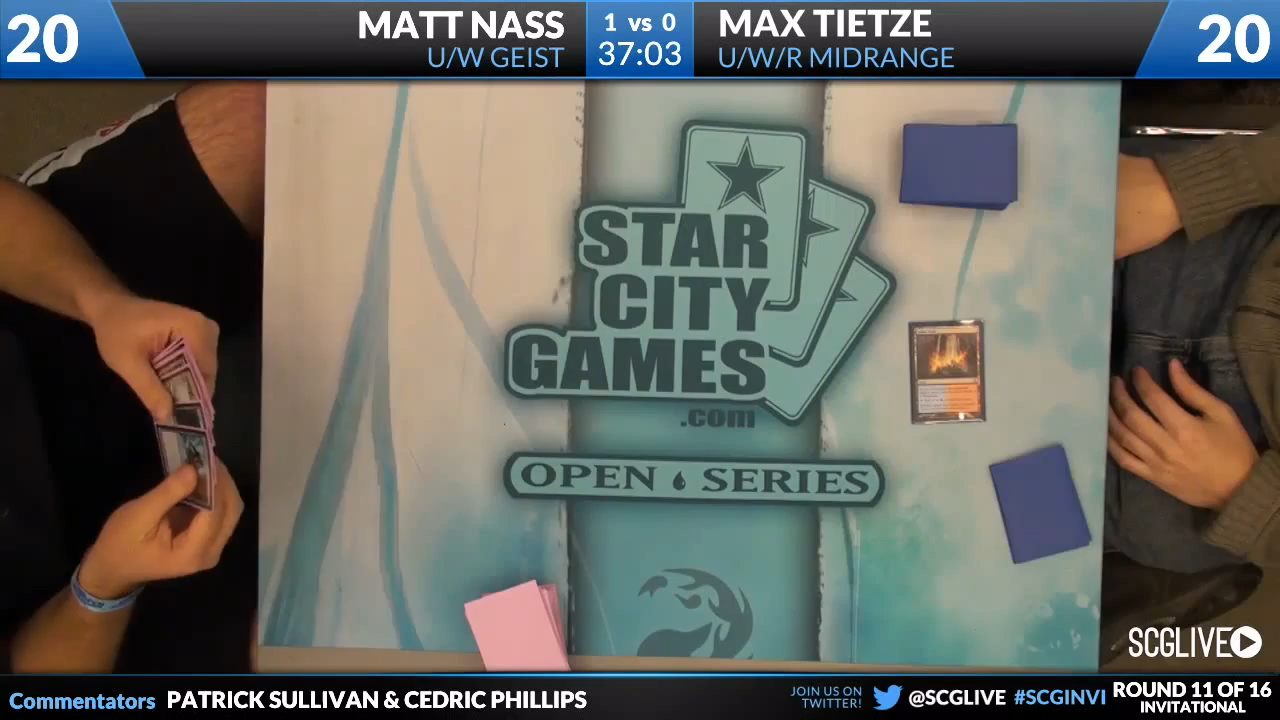 20
MATT NASS
U/W GEIST
1 vs 0
37:03
MAX TIETZE
U/W/R MIDRANGE
20
STAR
CITY
GAMES
.com
OPEN SERIES
SCGLIVE
Commentators PATRICK SULLIVAN & CEDRIC PHILLIPS
JOIN US ON
TWITTER!
@SCGLIVE #SCGINVI
ROUND 11 OF 16
INVITATIONAL